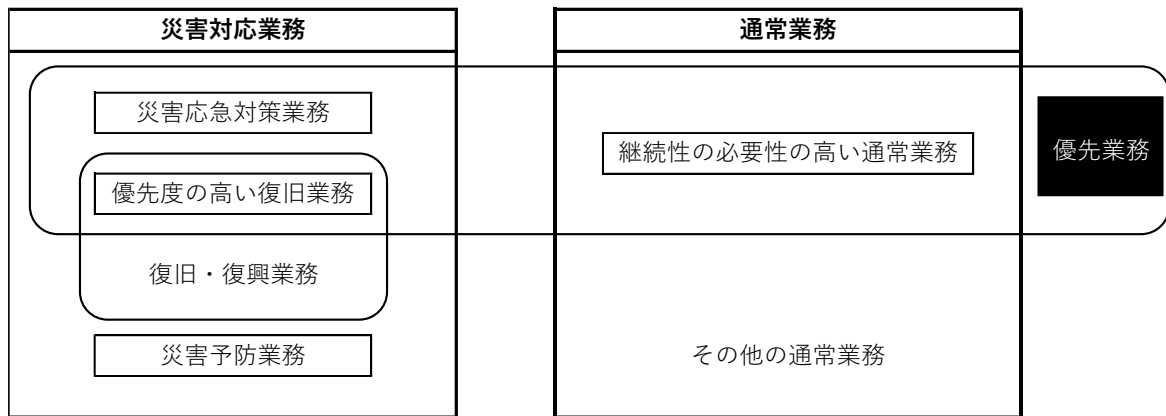 災害対応業務
通常業務
災害応急対策業務
優先度の高い復旧業務
復旧・復興業務
災害予防業務
継続性の必要性の高い通常業務
その他の通常業務
優先業務